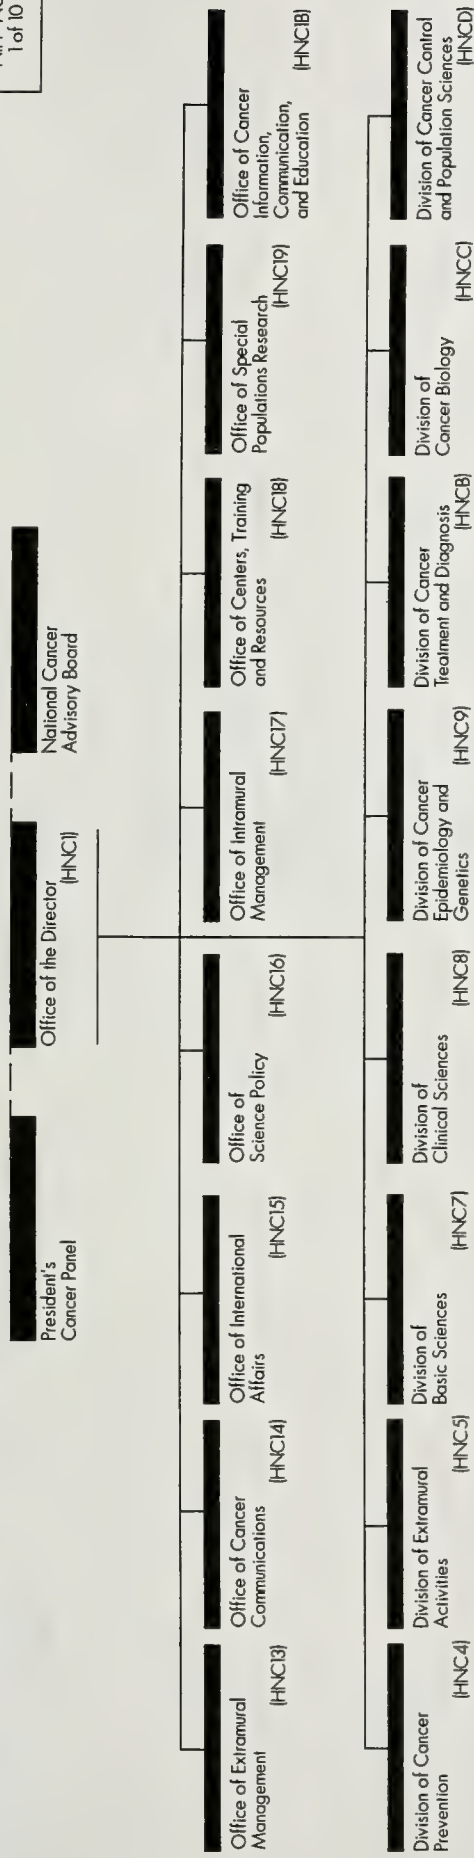 1 of 10
President's
Cancer Panel
Office of the Director
(HNC1)
National Cancer
Advisory Board
Office of Extramural
Management
(HNC13)
Office of Cancer
Communications
(HNC14)
Office of International
Affairs
(HNC15)
Office of
Science Policy
(HNC16)
Office of Intramural
Management
(HNC17)
Office of Centers, Training
and Resources
(HNC18)
Office of Special
Populations Research
(HNC19)
Office of Cancer
Information,
Communication,
and Education
(HNC1B)
Division of Cancer
Prevention
(HNC4)
Division of Extramural
Activities
(HNC5)
Division of
Basic Sciences
(HNC7)
Division of
Clinical Sciences
(HNC8)
Division of Cancer
Epidemiology and
Genetics
(HNC9)
Division of Cancer
Treatment and Diagnosis
(HNCB)
Division of
Cancer Biology
(HNCC)
Division of Cancer Control
and Population Sciences
(HNCD)